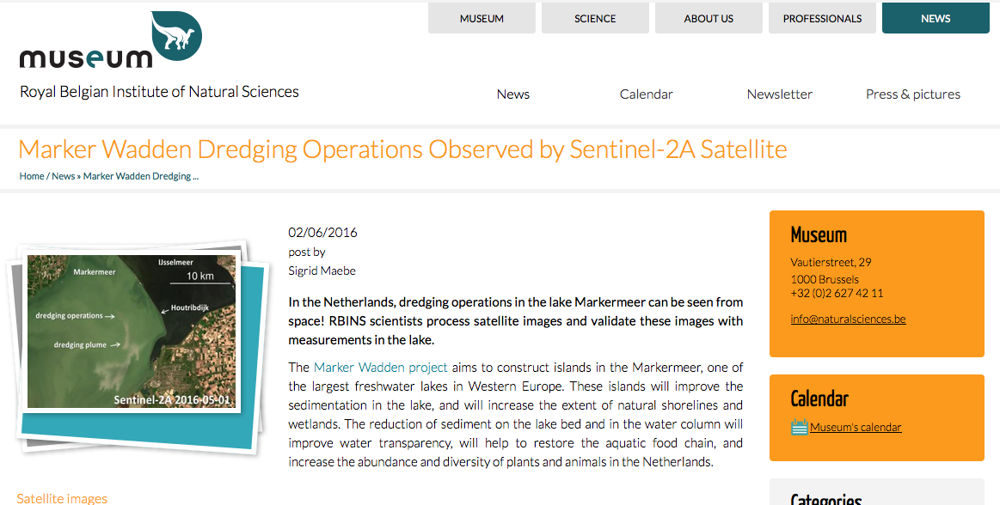 MUSEUM
SCIENCE
ABOUT US
PROFESSIONALS
NEWS
museum
Royal Belgian Institute of Natural Sciences
News
Calendar
Newsletter
Press & pictures
Marker Wadden Dredging Operations Observed by Sentinel-2A Satellite
Home / News » Marker Wadden Dredging ...
Markermeer
IJsselmeer
10 km
Houtribdijk
dredging operations
dredging plume
Sentinel-2A 2016-05-01
Satellite images
02/06/2016
post by
Sigrid Maebe
In the Netherlands, dredging operations in the lake Markermeer can be seen from
space! RBINS scientists process satellite images and validate these images with
measurements in the lake.
The Marker Wadden project aims to construct islands in the Markermeer, one of
the largest freshwater lakes in Western Europe. These islands will improve the
sedimentation in the lake, and will increase the extent of natural shorelines and
wetlands. The reduction of sediment on the lake bed and in the water column will
improve water transparency, will help to restore the aquatic food chain, and
increase the abundance and diversity of plants and animals in the Netherlands.
Museum
Vautierstreet, 29
1000 Brussels
+32 (0)2 627 42 11
info@naturalsciences.be
Calendar
Museum's calendar
Categories